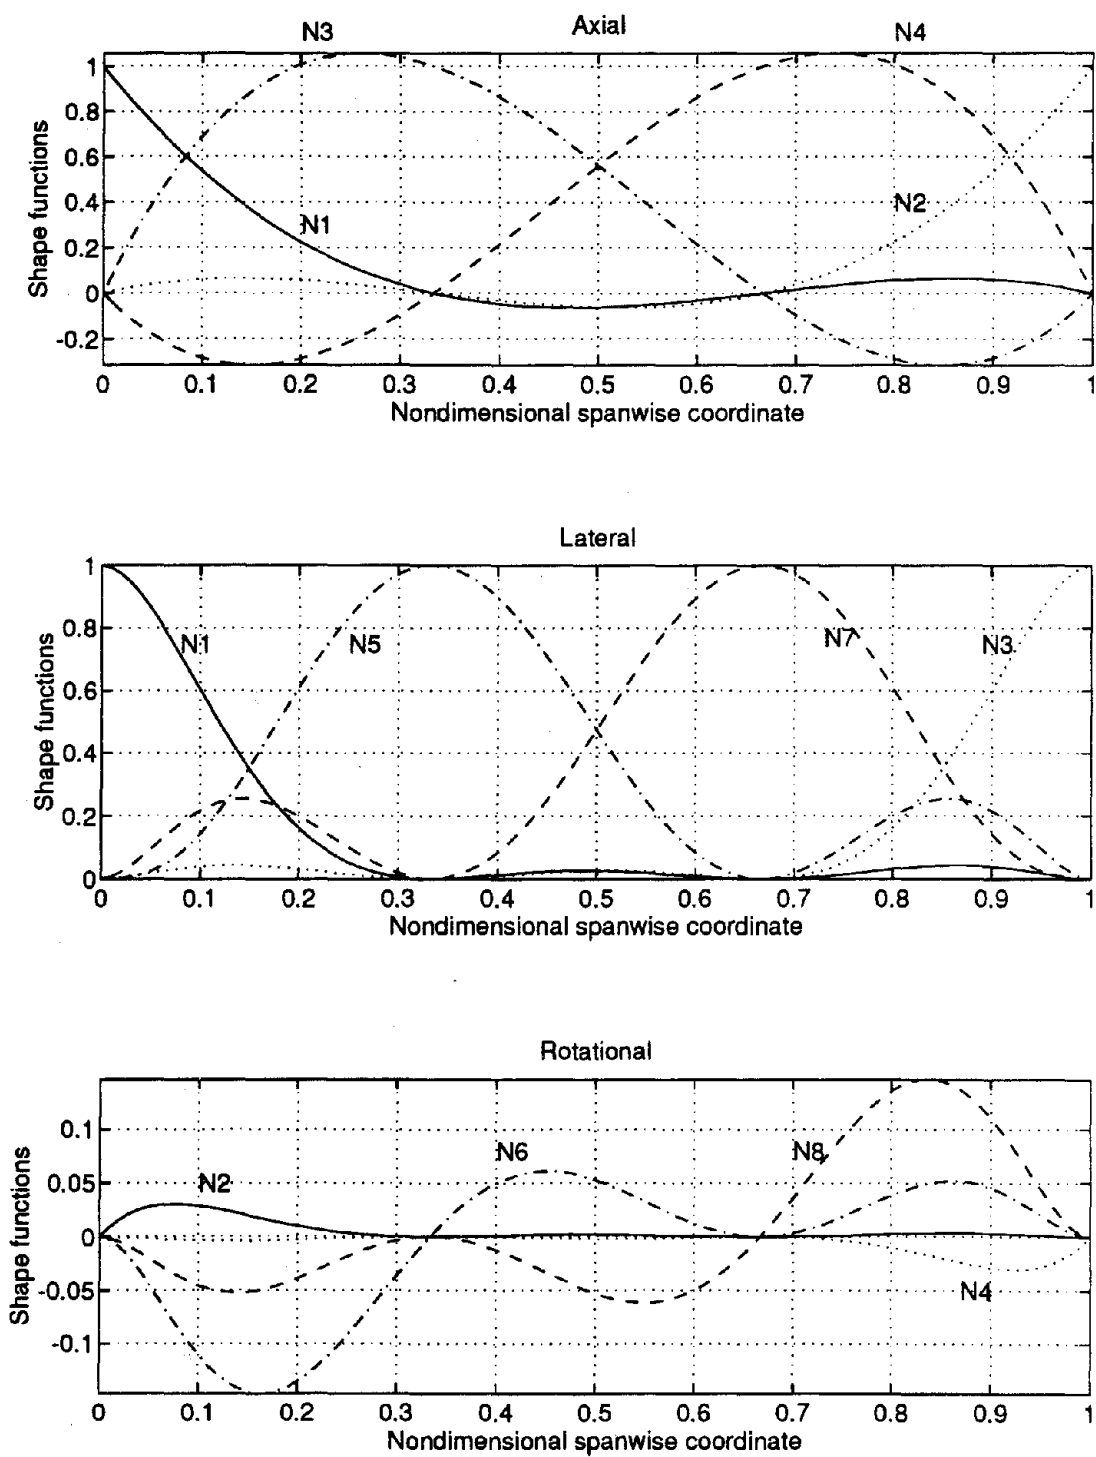 Axial
N3 N4
1
0.8
0.6
0.4
0.2
0
-0.2
Shape functions
N1
N2
0 0.1 0.2 0.3 0.4 0.5 0.6 0.7 0.8 0.9 1
Nondimensional spanwise coordinate
Lateral
1
0.8
0.6
0.4
0.2
0
Shape functions
N1 N5 N7 N3
0 0.1 0.2 0.3 0.4 0.5 0.6 0.7 0.8 0.9 1
Nondimensional spanwise coordinate
Rotational
0.1
0.05
0
-0.05
-0.1
Shape functions
N2 N6 N8
N4
0 0.1 0.2 0.3 0.4 0.5 0.6 0.7 0.8 0.9 1
Nondimensional spanwise coordinate